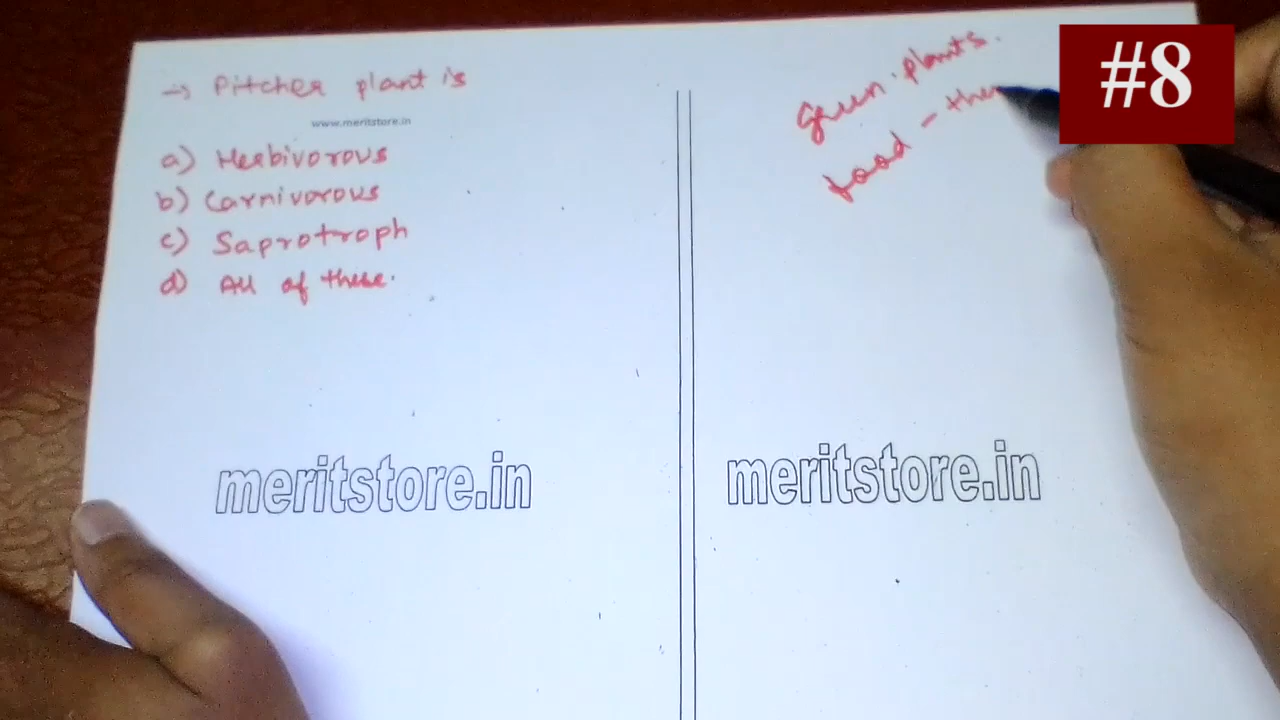 → Pitcher plant is
www.meritstore.in
a) Herbivorous
b) Carnivorous
c) Saprotroph
d) All of these.
Green plants.
food - the
#8
meritstore.in
meritstore.in